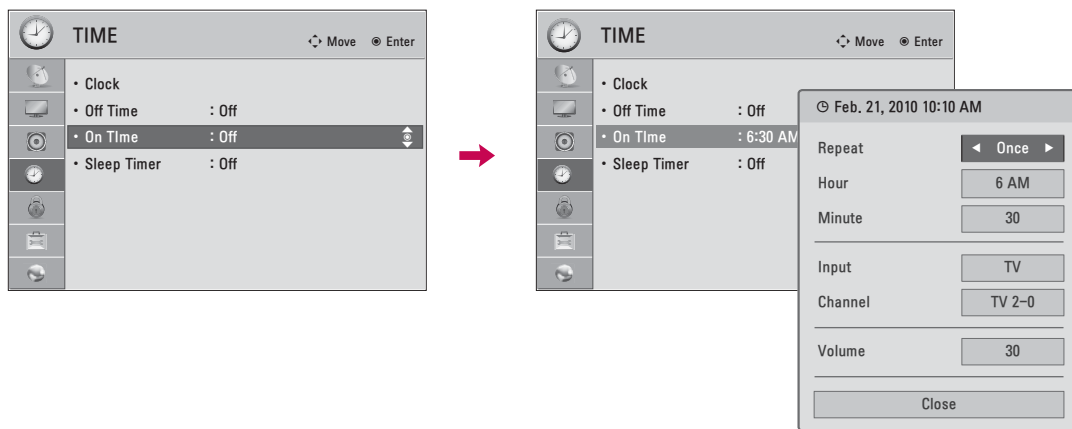 TIME
Move Enter
• Clock
• Off Time : Off
• On TIme : Off
• Sleep Timer : Off
TIME
Move Enter
• Clock
• Off Time : Off
• On TIme : 6:30 AM
• Sleep Timer : Off
Feb. 21, 2010 10:10 AM
Repeat ◀ Once ▶
Hour 6 AM
Minute 30
Input TV
Channel TV 2-0
Volume 30
Close